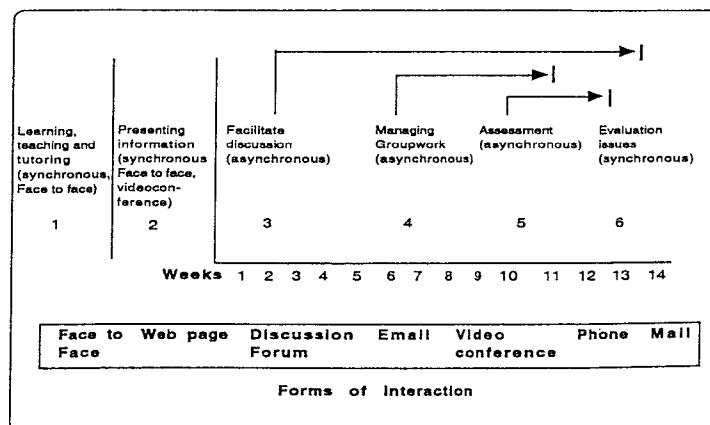 Learning,
teaching and
tutoring
(synchronous,
Face to face)
1
Presenting
information
(synchronous
Face to face,
videocon-
ference)
2
Facilitate
discussion
(asynchronous)
3
Managing
Groupwork
(asynchronous)
4
Assessment
(asynchronous)
5
Evaluation
issues
(synchronous)
6
Weeks 1 2 3 4 5 6 7 8 9 10 11 12 13 14
Face to Web page Discussion Email Video Phone Mail
Face Forum conference
Forms of interaction